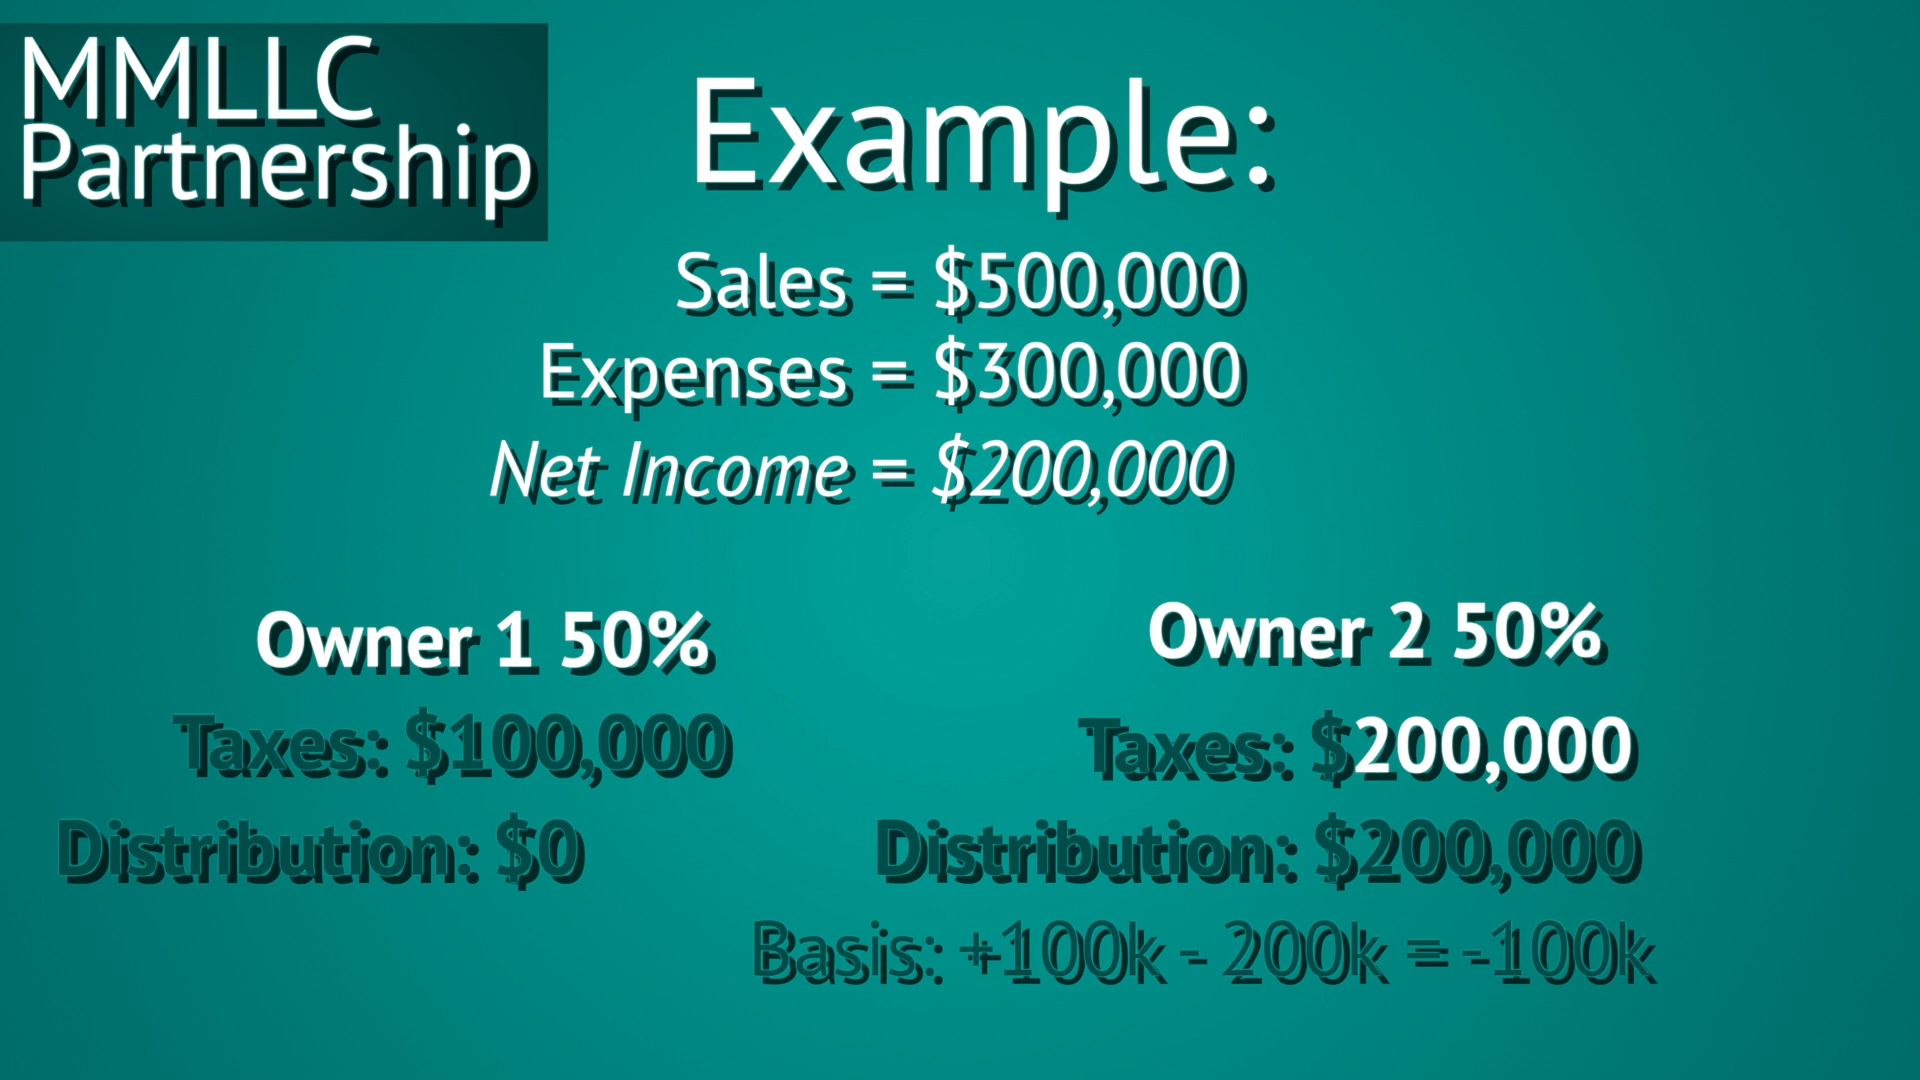 MMLLC
Partnership
Example:
Sales = $500,000
Expenses = $300,000
Net Income = $200,000
Owner 1 50%
Taxes: $100,000
Distribution: $0
Owner 2 50%
Taxes: $200,000
Distribution: $200,000
Basis: +100k - 200k = -100k